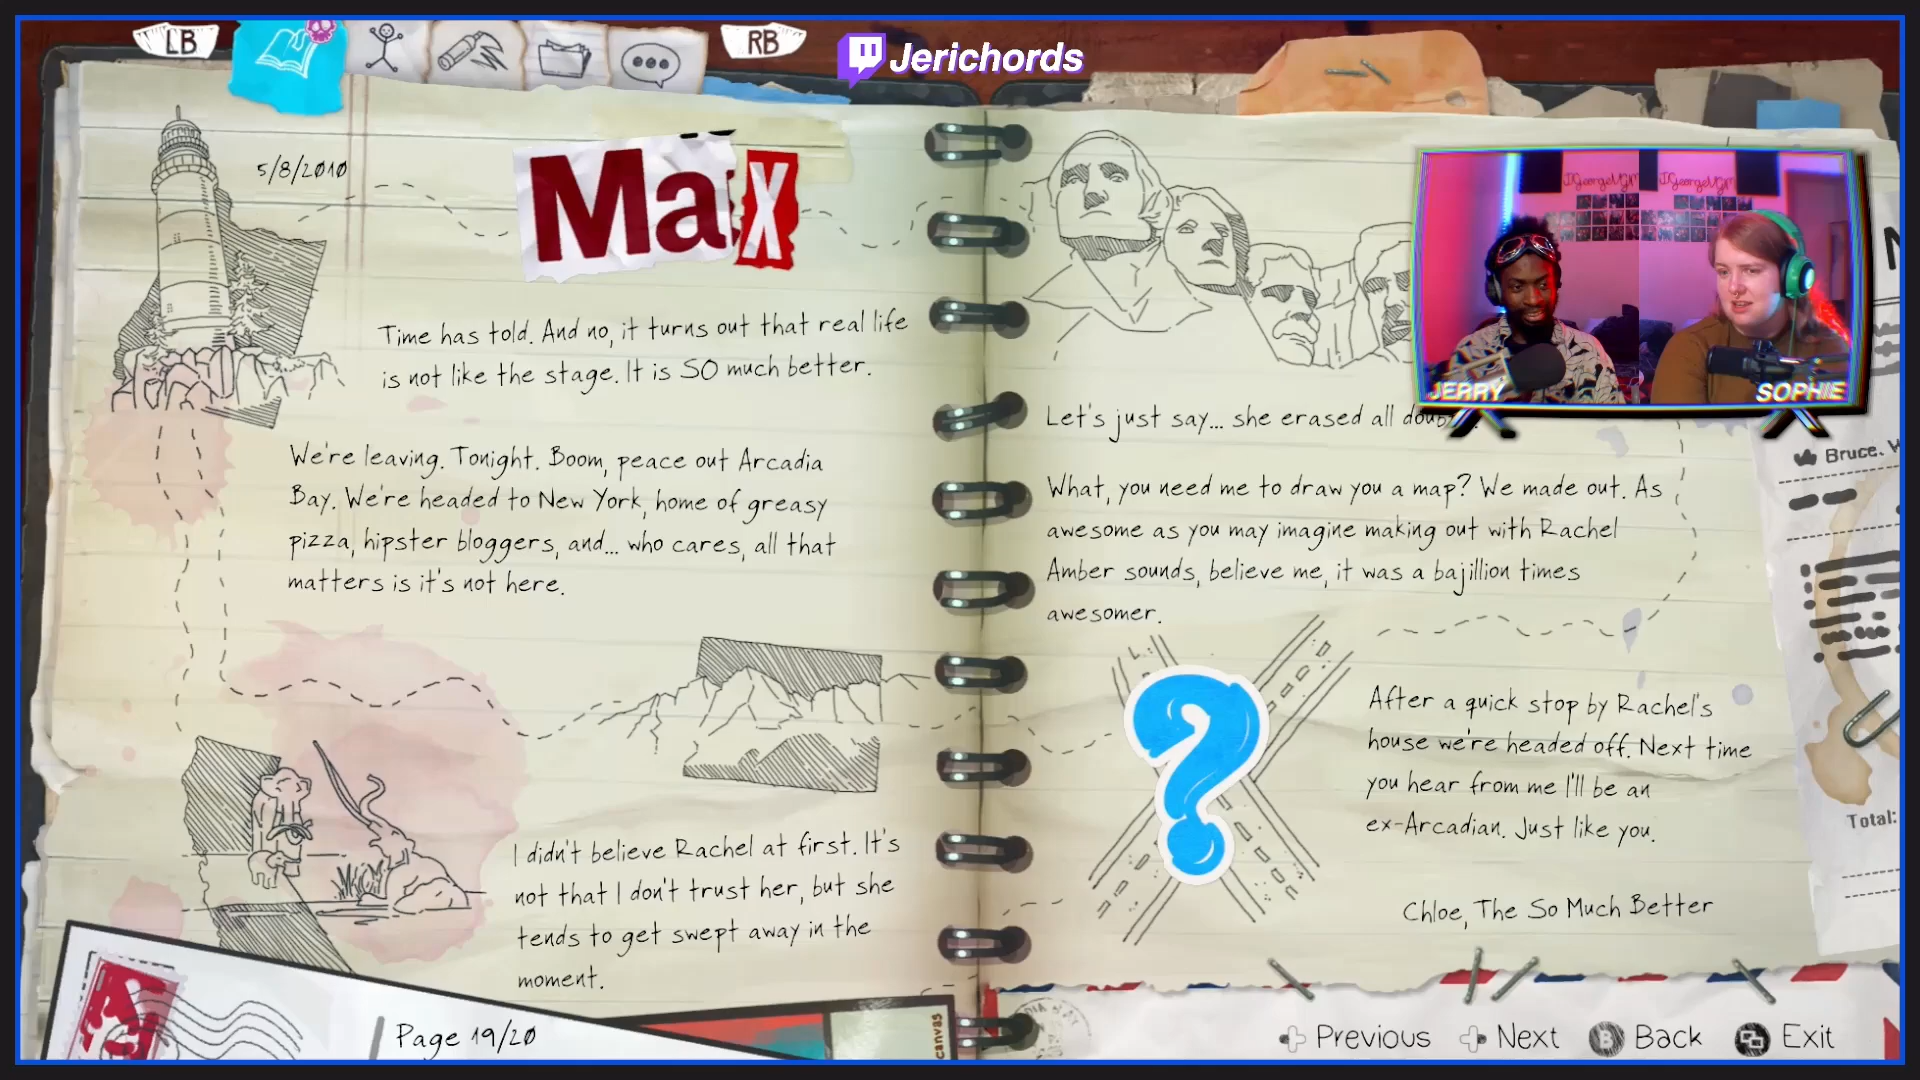 LB
RB
Jerichords
5/8/2010
Max
Time has told. And no, it turns out that real life
is not like the stage. It is SO much better.
We're leaving. Tonight. Boom, peace out Arcadia
Bay. We're headed to New York, home of greasy
pizza, hipster bloggers, and... who cares, all that
matters is it's not here.
I didn't believe Rachel at first. It's
not that I don't trust her, but she
tends to get swept away in the
moment.
Page 19/20
canvas
JERRY
SOPHIE
Let's just say... she erased all
What, you need me to draw you a map? We made out. As
awesome as you may imagine making out with Rachel
Amber sounds, believe me, it was a bajillion times
awesomer.
After a quick stop by Rachel's
house we're headed off. Next time
you hear from me I'll be an
ex-Arcadian. Just like you.
Chloe, The So Much Better
?
Bruce.
Total:
Previous
Next
B Back
Exit